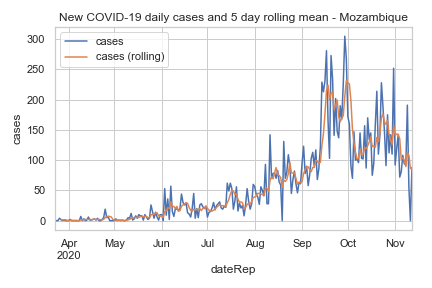 New COVID-19 daily cases and 5 day rolling mean - Mozambique
cases
cases (rolling)
300
250
200
150
100
50
0
cases
Apr May Jun Jul Aug Sep Oct Nov
2020
dateRep